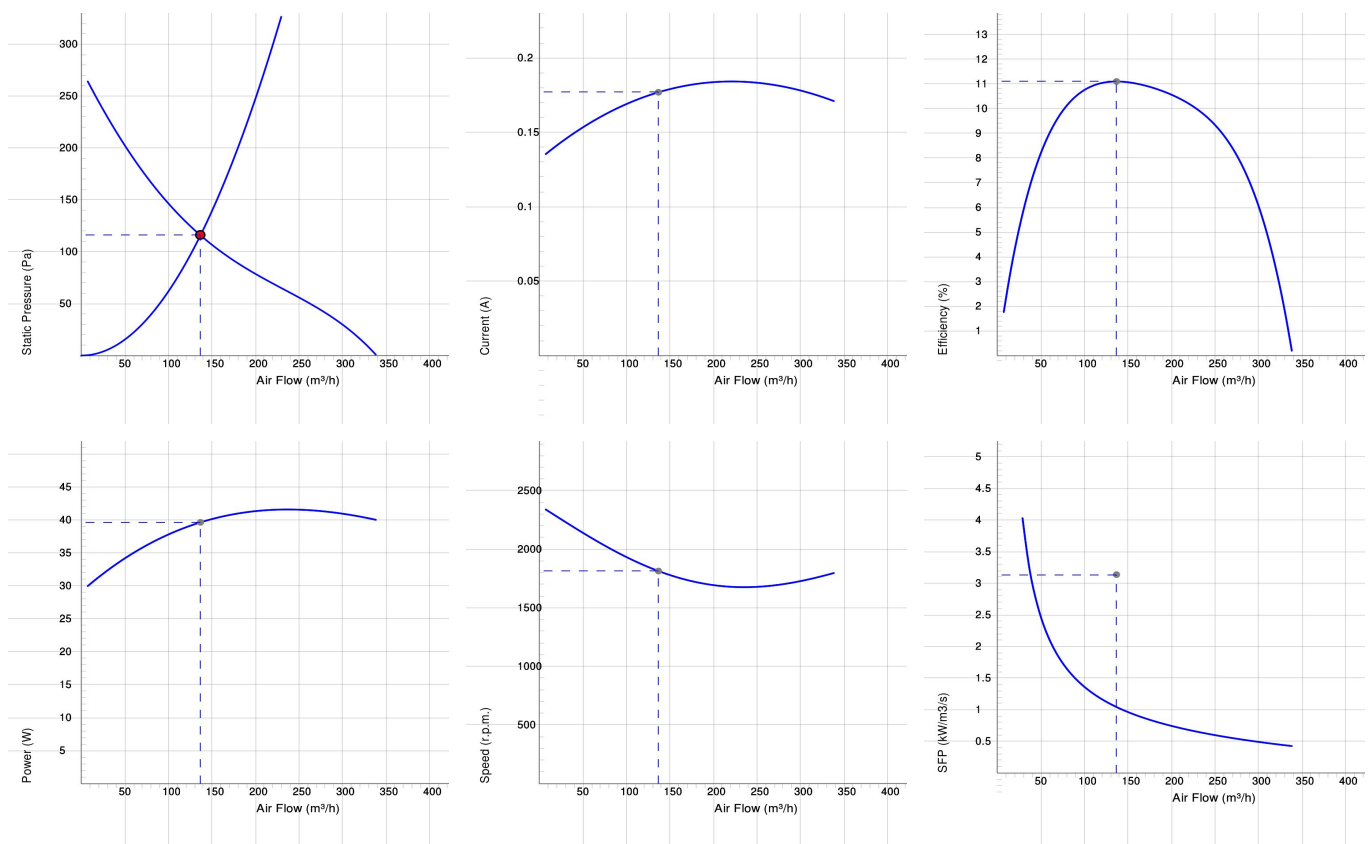 300
250
200
150
100
50
Static Pressure (Pa)
50 100 150 200 250 300 350 400
Air Flow (m³/h)
0.2
0.15
0.1
0.05
Current (A)
50 100 150 200 250 300 350 400
Air Flow (m³/h)
13
12
11
10
9
8
7
6
5
4
3
2
1
Efficiency (%)
50 100 150 200 250 300 350 400
Air Flow (m³/h)
45
40
35
30
25
20
15
10
5
Power (W)
50 100 150 200 250 300 350 400
Air Flow (m³/h)
2500
2000
1500
1000
500
Speed (r.p.m.)
50 100 150 200 250 300 350 400
Air Flow (m³/h)
5
4.5
4
3.5
3
2.5
2
1.5
1
0.5
SFP (kW/m3/s)
50 100 150 200 250 300 350 400
Air Flow (m³/h)